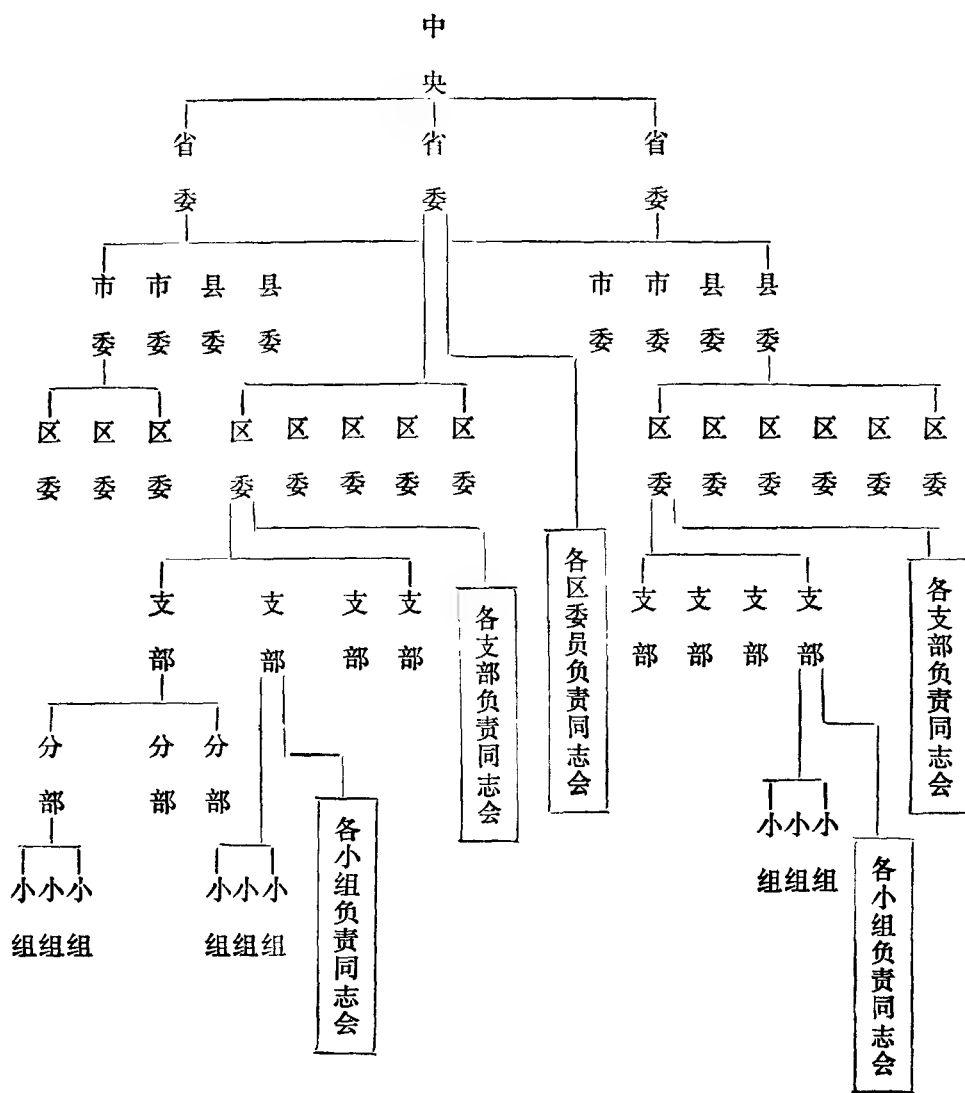 中央
省委 省委 省委
市委 市委 县委 县委 市委 市委 县委 县委
区委 区委 区委 区委 区委 区委 区委 区委 区委 区委 区委 区委 区委 区委
各区委员负责同志会
支部 支部 支部 支部
各支部负责同志会
支部 支部 支部 支部
各支部负责同志会
分部 分部 分部
小组 小组 小组
小组 小组 小组
各小组负责同志会
小组 小组 小组
各小组负责同志会